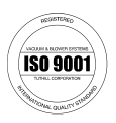 REGISTERED
VACUUM & BLOWER SYSTEMS
ISO 9001
TUTHILL CORPORATION
INTERNATIONAL QUALITY STANDARD